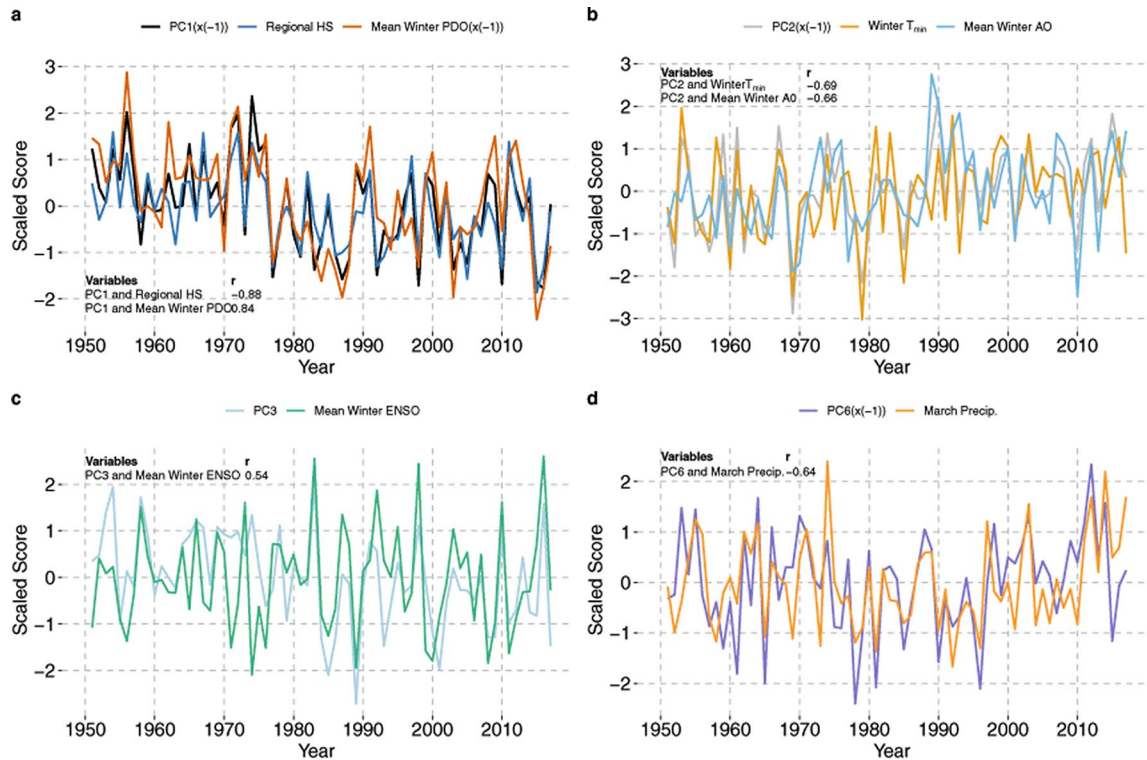 a
PC1(x(−1)) Regional HS Mean Winter PDO(x(−1))
3
2
1
0
−1
−2
Scaled Score
Variables r
PC1 and Regional HS −0.88
PC1 and Mean Winter PDO 0.84
1950 1960 1970 1980 1990 2000 2010
Year
b
PC2(x(−1)) Winter Tmin Mean Winter AO
3
2
1
0
−1
−2
−3
Scaled Score
Variables r
PC2 and WinterTmin −0.69
PC2 and Mean Winter A0 −0.66
1950 1960 1970 1980 1990 2000 2010
Year
c
PC3 Mean Winter ENSO
2
1
0
−1
−2
Scaled Score
Variables r
PC3 and Mean Winter ENSO 0.54
1950 1960 1970 1980 1990 2000 2010
Year
d
PC6(x(−1)) March Precip.
2
1
0
−1
−2
Scaled Score
Variables r
PC6 and March Precip. −0.64
1950 1960 1970 1980 1990 2000 2010
Year